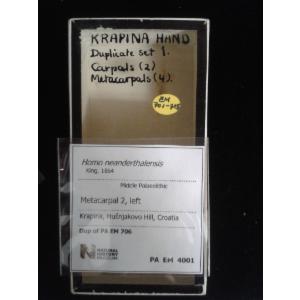 KRAPINA HAND
Duplicate set 1.
Carpals (2)
Metacarpals (4).
EM
701-715
Homo neanderthalensis
King, 1864
Middle Palaeolithic
Metacarpal 2, left
Krapina, Hušnjakovo Hill, Croatia
Dup of PA EM 706
NATURAL
HISTORY
MUSEUM
PA EM 4001